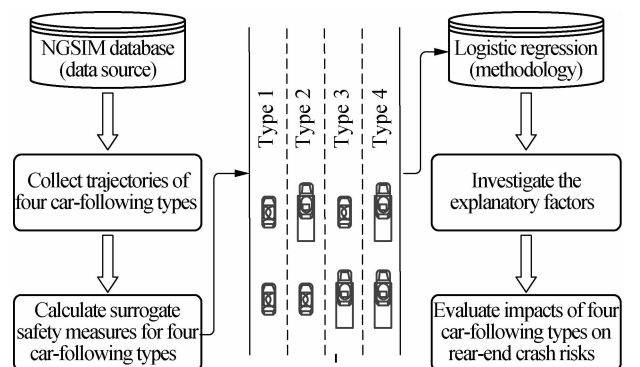 NGSIM database
(data source)
Collect trajectories of
four car-following types
Calculate surrogate
safety measures for four
car-following types
Type 1
Type 2
Type 3
Type 4
Logistic regression
(methodology)
Investigate the
explanatory factors
Evaluate impacts of four
car-following types on
rear-end crash risks